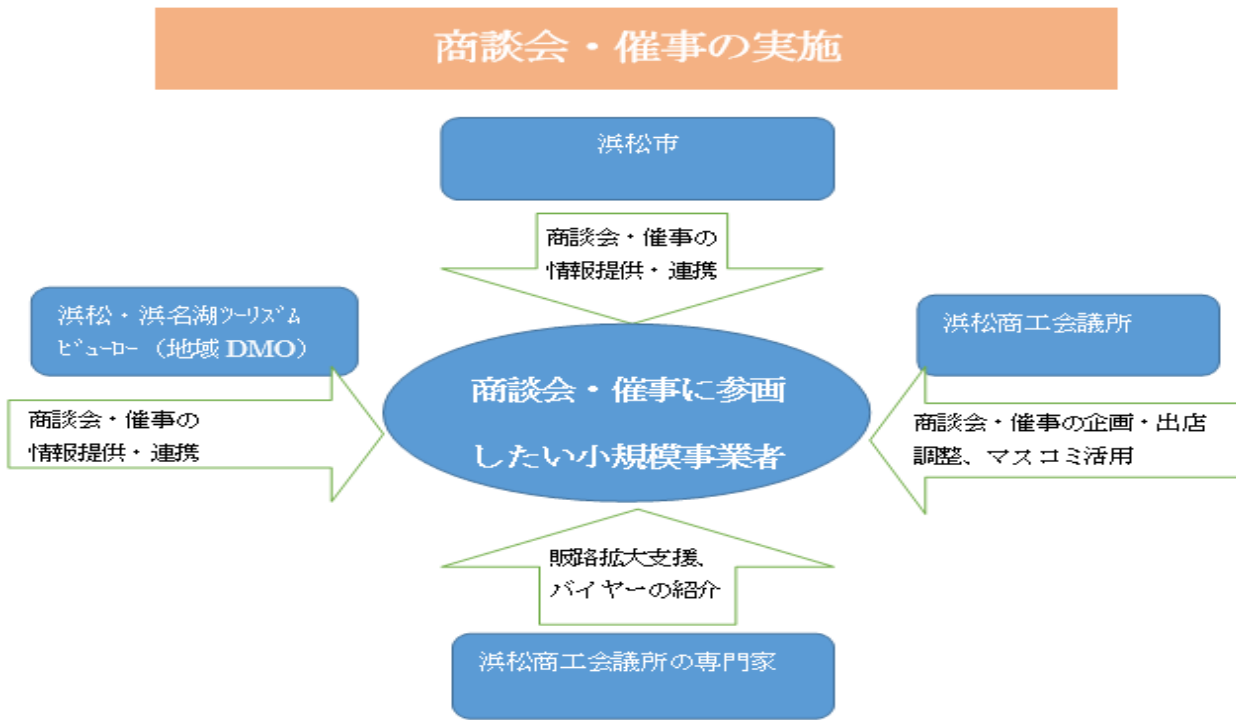 商談会・催事の実施
浜松市
商談会・催事の
情報提供・連携
浜松・浜名湖ﾂｰﾘｽﾞﾑ
ﾋﾞｭｰﾛｰ（地域 DMO）
商談会・催事の
情報提供・連携
商談会・催事に参画
したい小規模事業者
浜松商工会議所
商談会・催事の企画・出店
調整、マスコミ活用
販路拡大支援、
バイヤーの紹介
浜松商工会議所の専門家